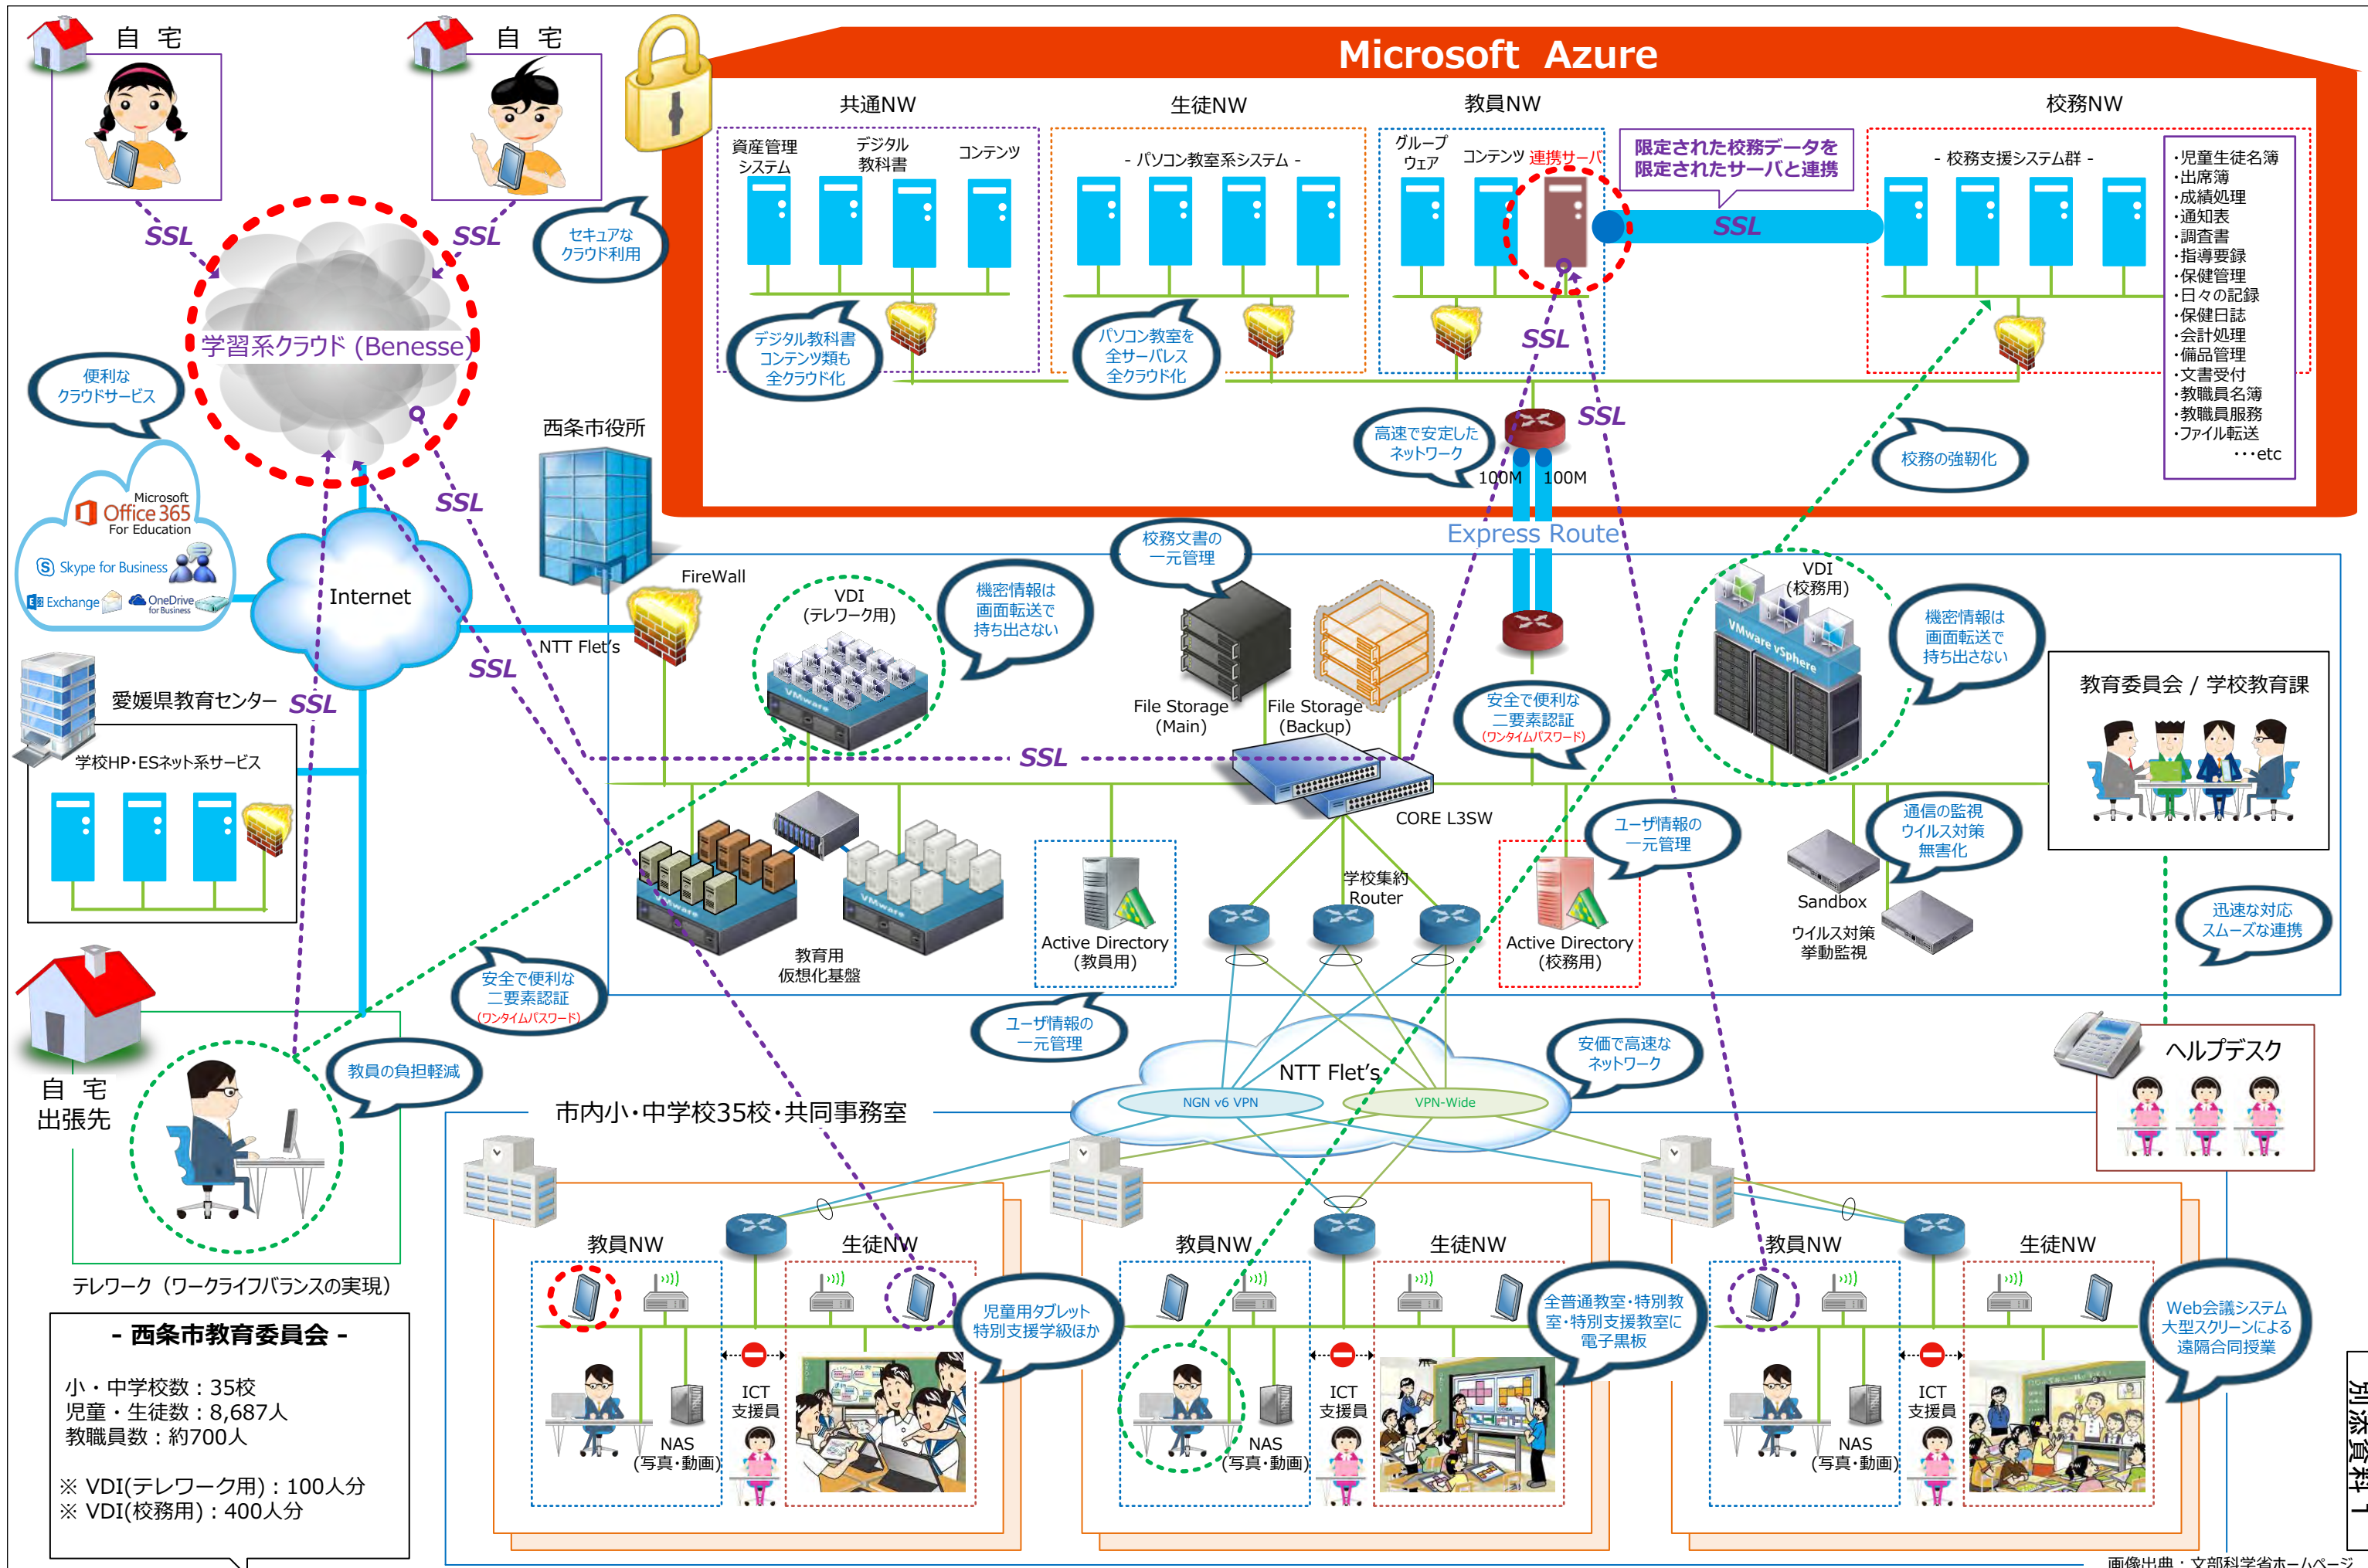 自 宅
自 宅
Microsoft Azure
共通NW
生徒NW
教員NW
校務NW
資産管理
システム
デジタル
教科書
コンテンツ
- パソコン教室系システム -
グループ
ウェア
コンテンツ
連携サーバ
限定された校務データを
限定されたサーバと連携
SSL
- 校務支援システム群 -
・児童生徒名簿
・出席簿
・成績処理
・通知表
・調査書
・指導要録
・保健管理
・日々の記録
・保健日誌
・会計処理
・備品管理
・文書受付
・教職員名簿
・教職員服務
・ファイル転送
・・・etc
SSL
SSL
セキュアな
クラウド利用
学習系クラウド (Benesse)
デジタル教科書
コンテンツ類も
全クラウド化
パソコン教室を
全サーバレス
全クラウド化
SSL
SSL
便利な
クラウドサービス
西条市役所
高速で安定した
ネットワーク
100M
100M
校務の強靭化
Express Route
Microsoft
Office 365
For Education
Skype for Business
Exchange
OneDrive
for Business
Internet
SSL
SSL
SSL
FireWall
NTT Flet's
VDI
(テレワーク用)
機密情報は
画面転送で
持ち出さない
校務文書の
一元管理
File Storage
(Main)
File Storage
(Backup)
安全で便利な
二要素認証
(ワンタイムパスワード)
VDI
(校務用)
VMware vSphere
機密情報は
画面転送で
持ち出さない
教育委員会 / 学校教育課
愛媛県教育センター
学校HP・ESネット系サービス
VMware
SSL
CORE L3SW
VMware
VMware
教育用
仮想化基盤
Active Directory
(教員用)
学校集約
Router
Active Directory
(校務用)
ユーザ情報の
一元管理
通信の監視
ウイルス対策
無害化
Sandbox
ウイルス対策
挙動監視
迅速な対応
スムーズな連携
安全で便利な
二要素認証
(ワンタイムパスワード)
ユーザ情報の
一元管理
安価で高速な
ネットワーク
NTT Flet's
NGN v6 VPN
VPN-Wide
ヘルプデスク
自 宅
出張先
教員の負担軽減
テレワーク（ワークライフバランスの実現）
市内小・中学校35校・共同事務室
教員NW
生徒NW
教員NW
生徒NW
教員NW
生徒NW
児童用タブレット
特別支援学級ほか
全普通教室・特別教
室・特別支援教室に
電子黒板
Web会議システム
大型スクリーンによる
遠隔合同授業
NAS
(写真・動画)
ICT
支援員
NAS
(写真・動画)
ICT
支援員
NAS
(写真・動画)
ICT
支援員
- 西条市教育委員会 -
小・中学校数：35校
児童・生徒数：8,687人
教職員数：約700人
※ VDI(テレワーク用)：100人分
※ VDI(校務用)：400人分
別添資料１
画像出典：文部科学省ホームページ